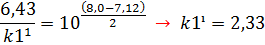 6,43/k1¹ = 10^((8,0−7,12)/2) → k1¹ = 2,33